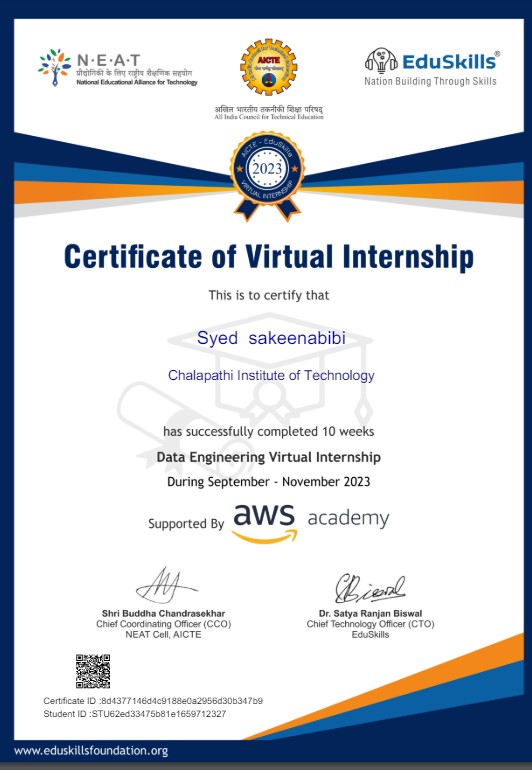 N·E·A·T
प्रौद्योगिकी के लिए राष्ट्रीय शैक्षणिक सहयोग
National Educational Alliance for Technology
AICTE
अखिल भारतीय तकनीकी शिक्षा परिषद्
All India Council for Technical Education
EduSkills®
Nation Building Through Skills
AICTE - EduSkills
2023
VIRTUAL INTERNSHIP
Certificate of Virtual Internship
This is to certify that
Syed sakeenabibi
Chalapathi Institute of Technology
has successfully completed 10 weeks
Data Engineering Virtual Internship
During September - November 2023
Supported By aws academy
Shri Buddha Chandrasekhar
Chief Coordinating Officer (CCO)
NEAT Cell, AICTE
Dr. Satya Ranjan Biswal
Chief Technology Officer (CTO)
EduSkills
Certificate ID :8d4377146d4c9188e0a2956d30b347b9
Student ID :STU62ed33475b81e1659712327
www.eduskillsfoundation.org